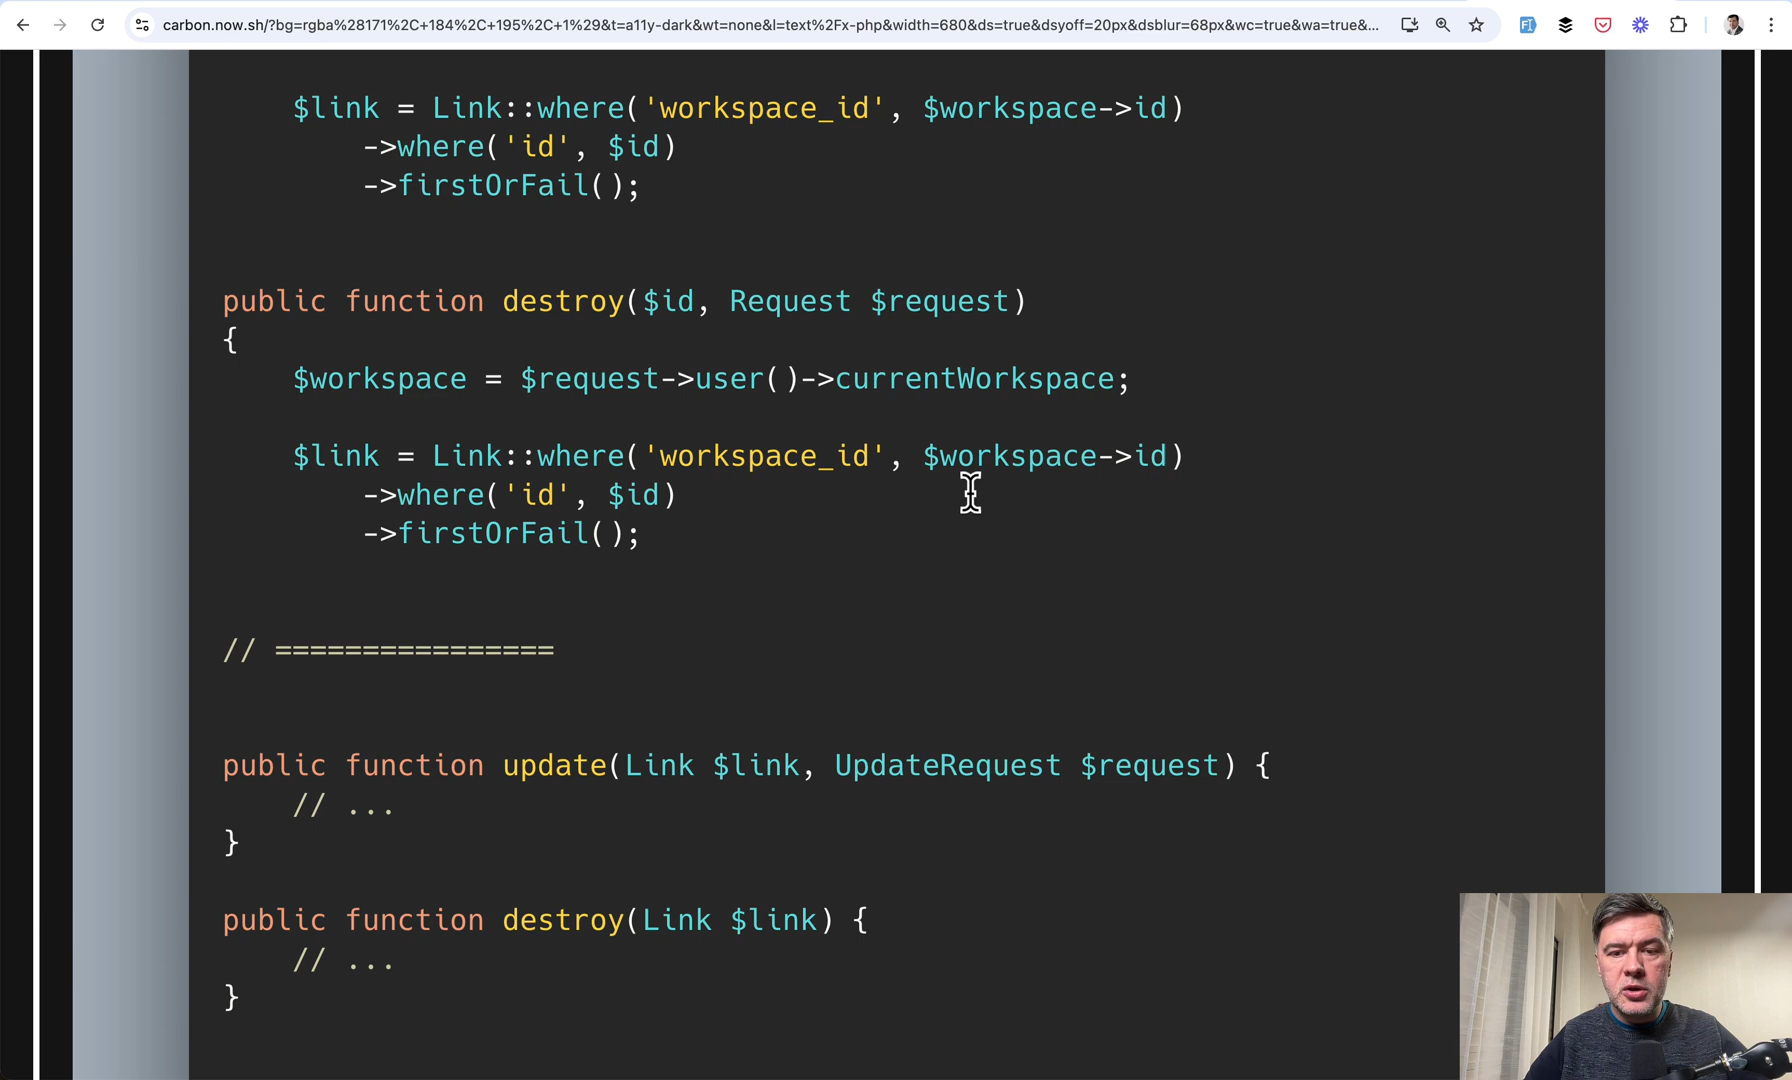 carbon.now.sh/?bg=rgba%28171%2C+184%2C+195%2C+1%29&t=a11y-dark&wt=none&l=text%2Fx-php&width=680&ds=true&dsyoff=20px&dsblur=68px&wc=true&wa=true&...
$link = Link::where('workspace_id', $workspace->id)
->where('id', $id)
->firstOrFail();
public function destroy($id, Request $request)
{
$workspace = $request->user()->currentWorkspace;
$link = Link::where('workspace_id', $workspace->id)
->where('id', $id)
->firstOrFail();
// ================
public function update(Link $link, UpdateRequest $request) {
// ...
}
public function destroy(Link $link) {
// ...
}